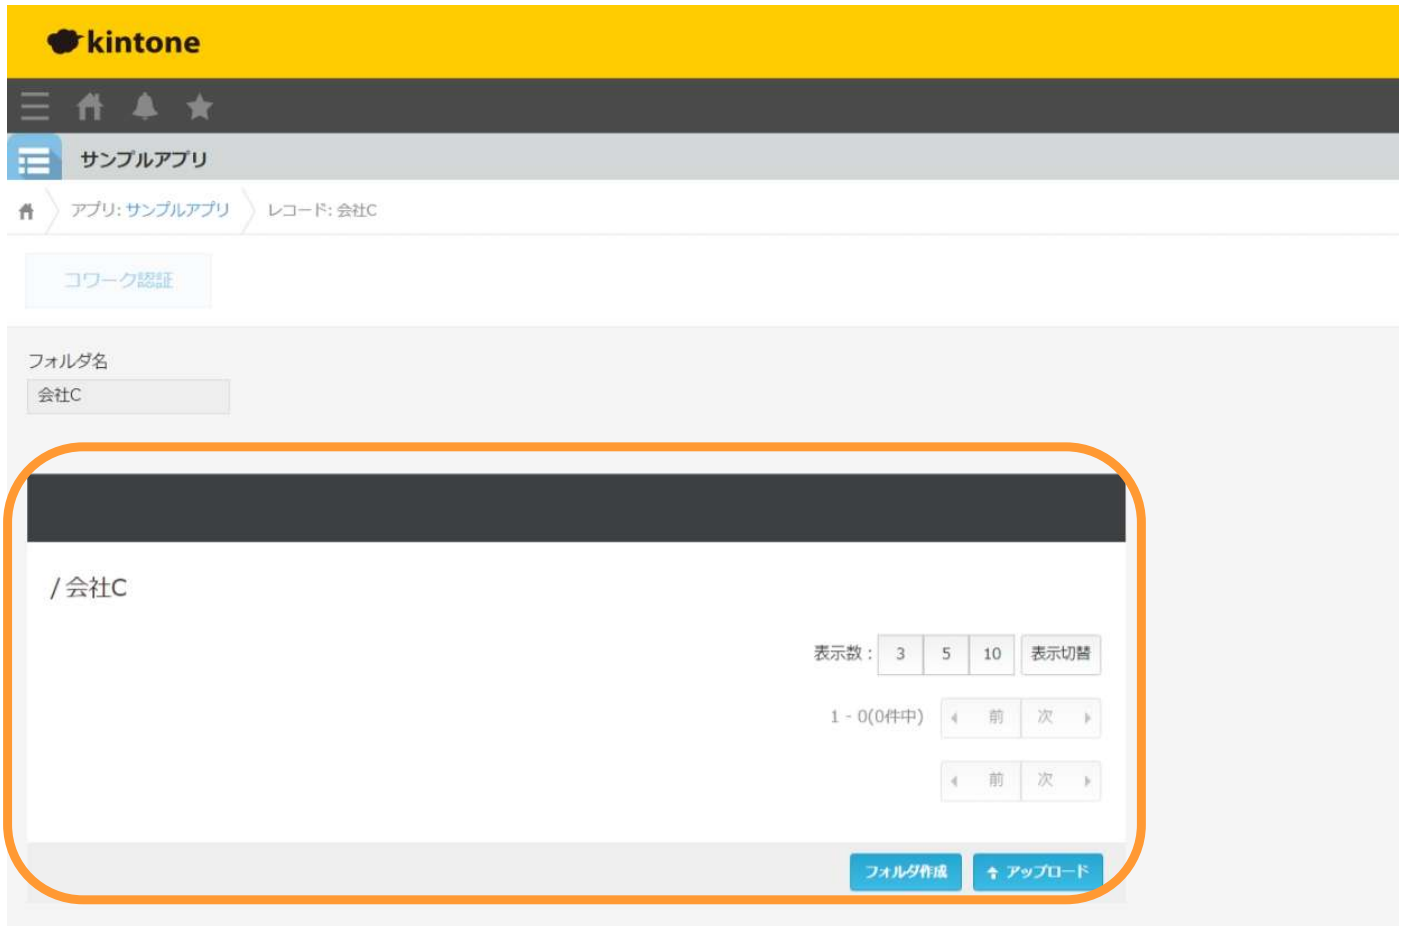 kintone
サンプルアプリ
アプリ: サンプルアプリ レコード: 会社C
コワーク認証
フォルダ名
会社C
/ 会社C
表示数 : 3 5 10 表示切替
1 - 0(0件中) 前 次
前 次
フォルダ作成 アップロード